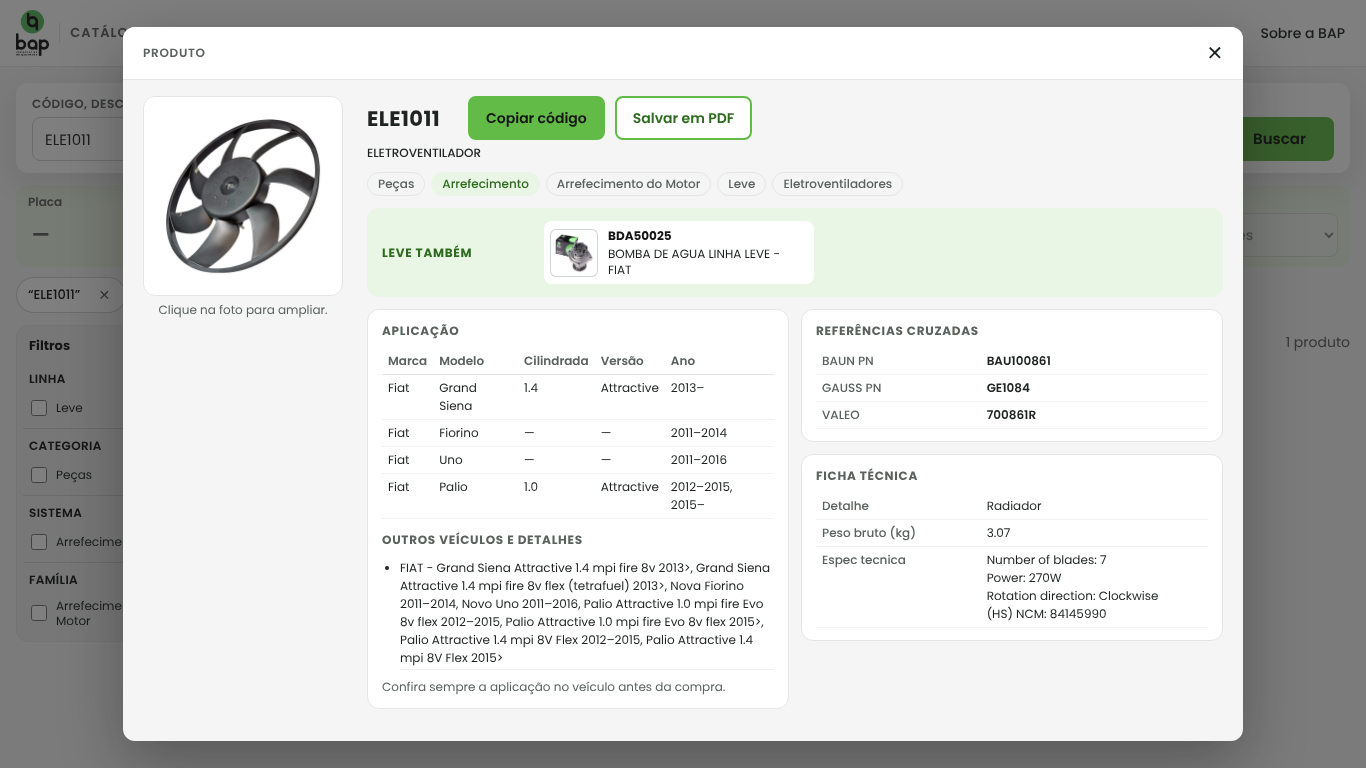 bap
CATÁLO
Sobre a BAP
PRODUTO
✕
CÓDIGO, DESC
ELE1011
Buscar
Placa
—
s
“ELE1011” ✕
1 produto
Filtros
LINHA
Leve
CATEGORIA
Peças
SISTEMA
Arrefecime
FAMÍLIA
Arrefecime
Motor
Clique na foto para ampliar.
ELE1011
Copiar código
Salvar em PDF
ELETROVENTILADOR
Peças
Arrefecimento
Arrefecimento do Motor
Leve
Eletroventiladores
LEVE TAMBÉM
BDA50025
BOMBA DE AGUA LINHA LEVE -
FIAT
APLICAÇÃO
Marca Modelo Cilindrada Versão Ano
Fiat Grand 1.4 Attractive 2013–
Siena
Fiat Fiorino — — 2011–2014
Fiat Uno — — 2011–2016
Fiat Palio 1.0 Attractive 2012–2015,
2015–
OUTROS VEÍCULOS E DETALHES
• FIAT - Grand Siena Attractive 1.4 mpi fire 8v 2013>, Grand Siena
Attractive 1.4 mpi fire 8v flex (tetrafuel) 2013>, Nova Fiorino
2011–2014, Novo Uno 2011–2016, Palio Attractive 1.0 mpi fire Evo
8v flex 2012–2015, Palio Attractive 1.0 mpi fire Evo 8v flex 2015>,
Palio Attractive 1.4 mpi 8V Flex 2012–2015, Palio Attractive 1.4
mpi 8V Flex 2015>
Confira sempre a aplicação no veículo antes da compra.
REFERÊNCIAS CRUZADAS
BAUN PN BAU100861
GAUSS PN GE1084
VALEO 700861R
FICHA TÉCNICA
Detalhe Radiador
Peso bruto (kg) 3.07
Espec tecnica Number of blades: 7
Power: 270W
Rotation direction: Clockwise
(HS) NCM: 84145990